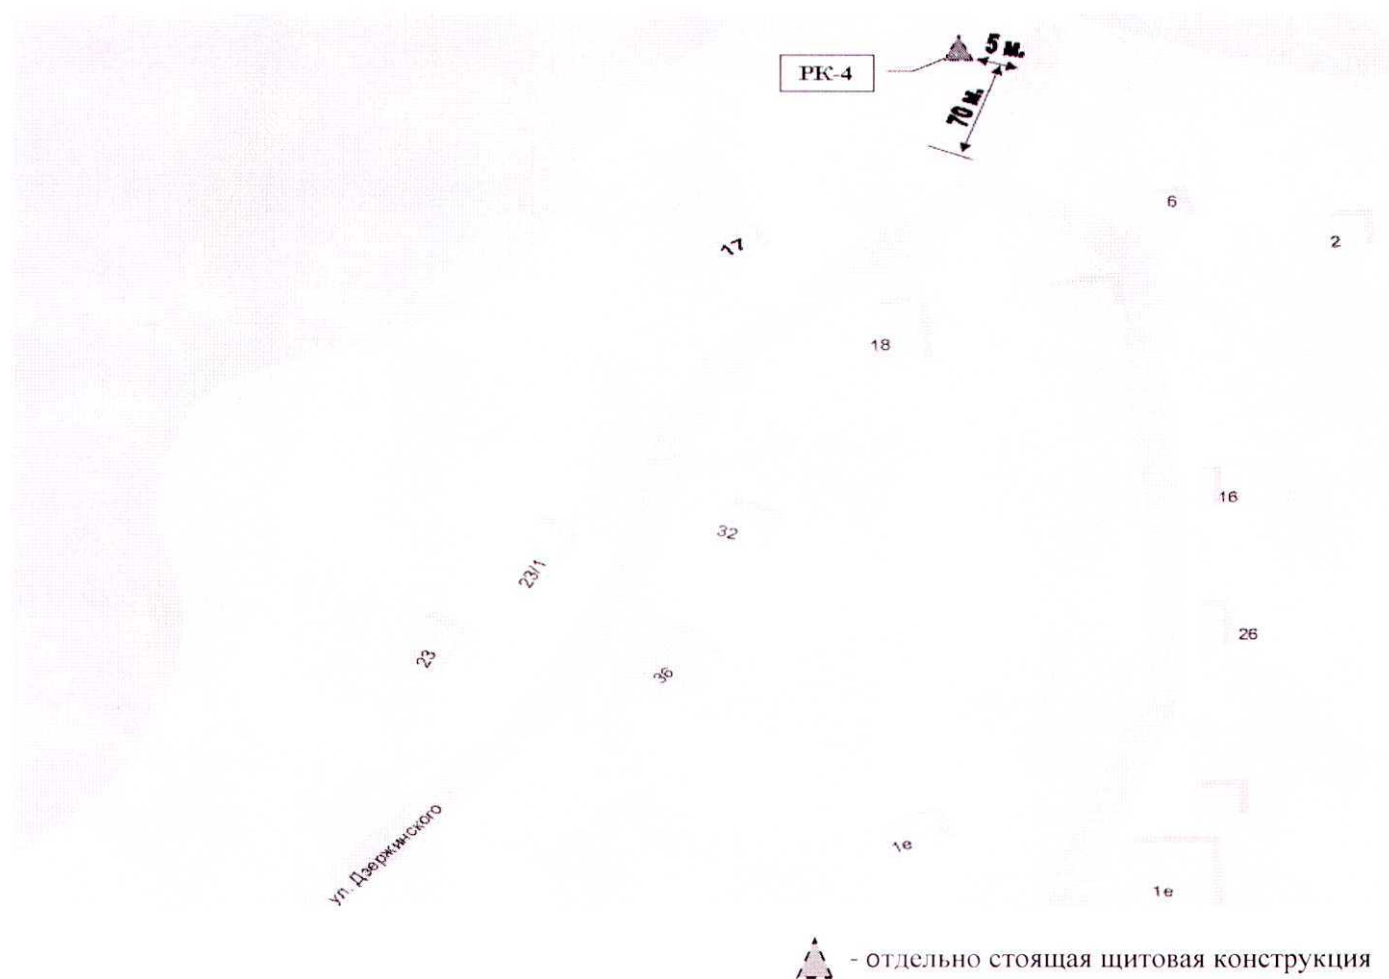 5 м.
РК-4
70 м.
6
2
17
18
16
32
23/1
26
23
36
ул. Дзержинского
1е
1е
- отдельно стоящая щитовая конструкция